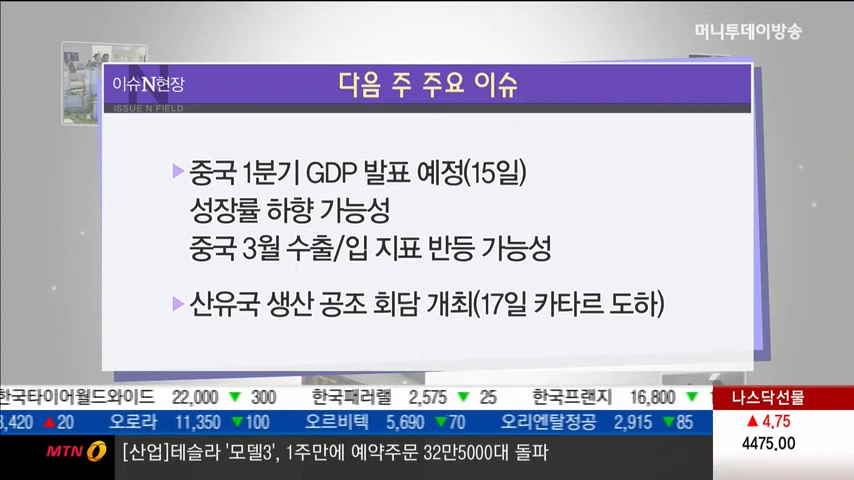 머니투데이방송
이슈N현장
ISSUE N FIELD
다음 주 주요 이슈
중국 1분기 GDP 발표 예정(15일)
성장률 하향 가능성
중국 3월 수출/입 지표 반등 가능성
산유국 생산 공조 회담 개최(17일 카타르 도하)
한국타이어월드와이드 22,000 ▼ 300 한국패러랠 2,575 ▼ 25 한국프랜지 16,800 ▼
3,420 ▲20 오로라 11,350 ▼100 오르비텍 5,690 ▼70 오리엔탈정공 2,915 ▼85
나스닥선물
▲ 4.75
4475.00
MTN [산업]테슬라 '모델3', 1주만에 예약주문 32만5000대 돌파